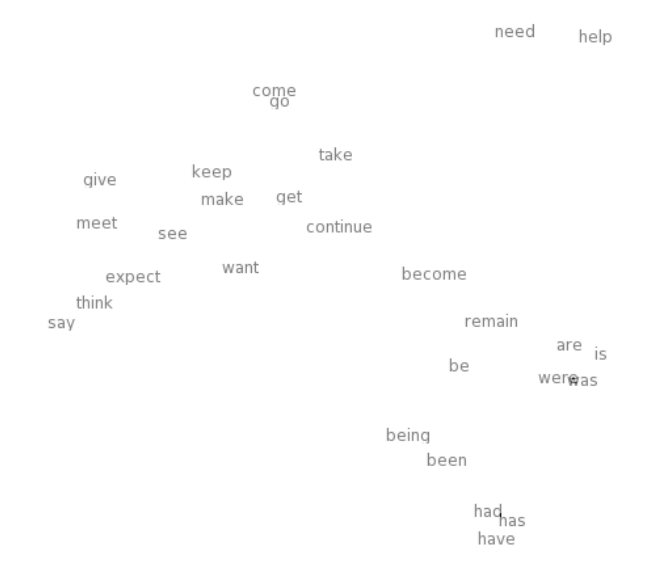 need
help
come
go
take
keep
give
make
get
meet
continue
see
want
become
expect
think
remain
say
are
is
be
were
was
being
been
had
has
have